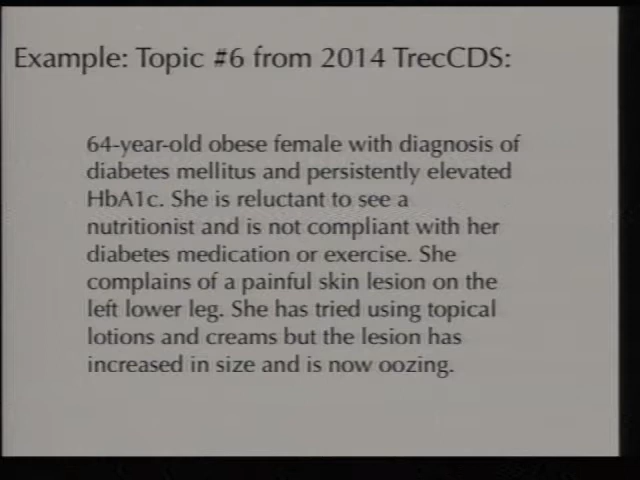 Example: Topic #6 from 2014 TrecCDS:
64-year-old obese female with diagnosis of
diabetes mellitus and persistently elevated
HbA1c. She is reluctant to see a
nutritionist and is not compliant with her
diabetes medication or exercise. She
complains of a painful skin lesion on the
left lower leg. She has tried using topical
lotions and creams but the lesion has
increased in size and is now oozing.